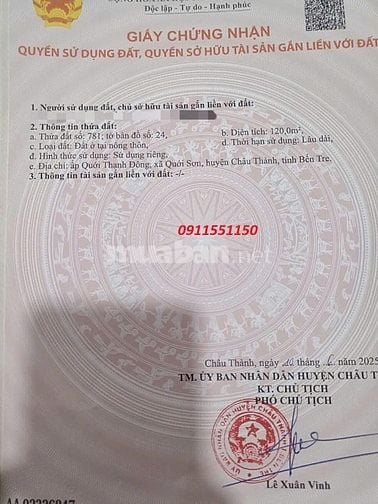 Độc lập - Tự do - Hạnh phúc
GIẤY CHỨNG NHẬN
QUYỀN SỬ DỤNG ĐẤT, QUYỀN SỞ HỮU TÀI SẢN GẮN LIỀN VỚI ĐẤT
1. Người sử dụng đất, chủ sở hữu tài sản gắn liền với đất:
2. Thông tin thửa đất:
a. Thửa đất số: 781; tờ bản đồ số: 24, b. Diện tích: 120,0m².
c. Loại đất: Đất ở tại nông thôn, d. Thời hạn sử dụng: Lâu dài,
đ. Hình thức sử dụng: Sử dụng riêng,
e. Địa chỉ: ấp Quới Thạnh Đông, xã Quới Sơn, huyện Châu Thành, tỉnh Bến Tre.
3. Thông tin tài sản gắn liền với đất: -/-
0911551150
muaban.net
Châu Thành, ngày tháng năm 2025
TM. ỦY BAN NHÂN DÂN HUYỆN CHÂU T
KT. CHỦ TỊCH
PHÓ CHỦ TỊCH
Lê Xuân Vinh